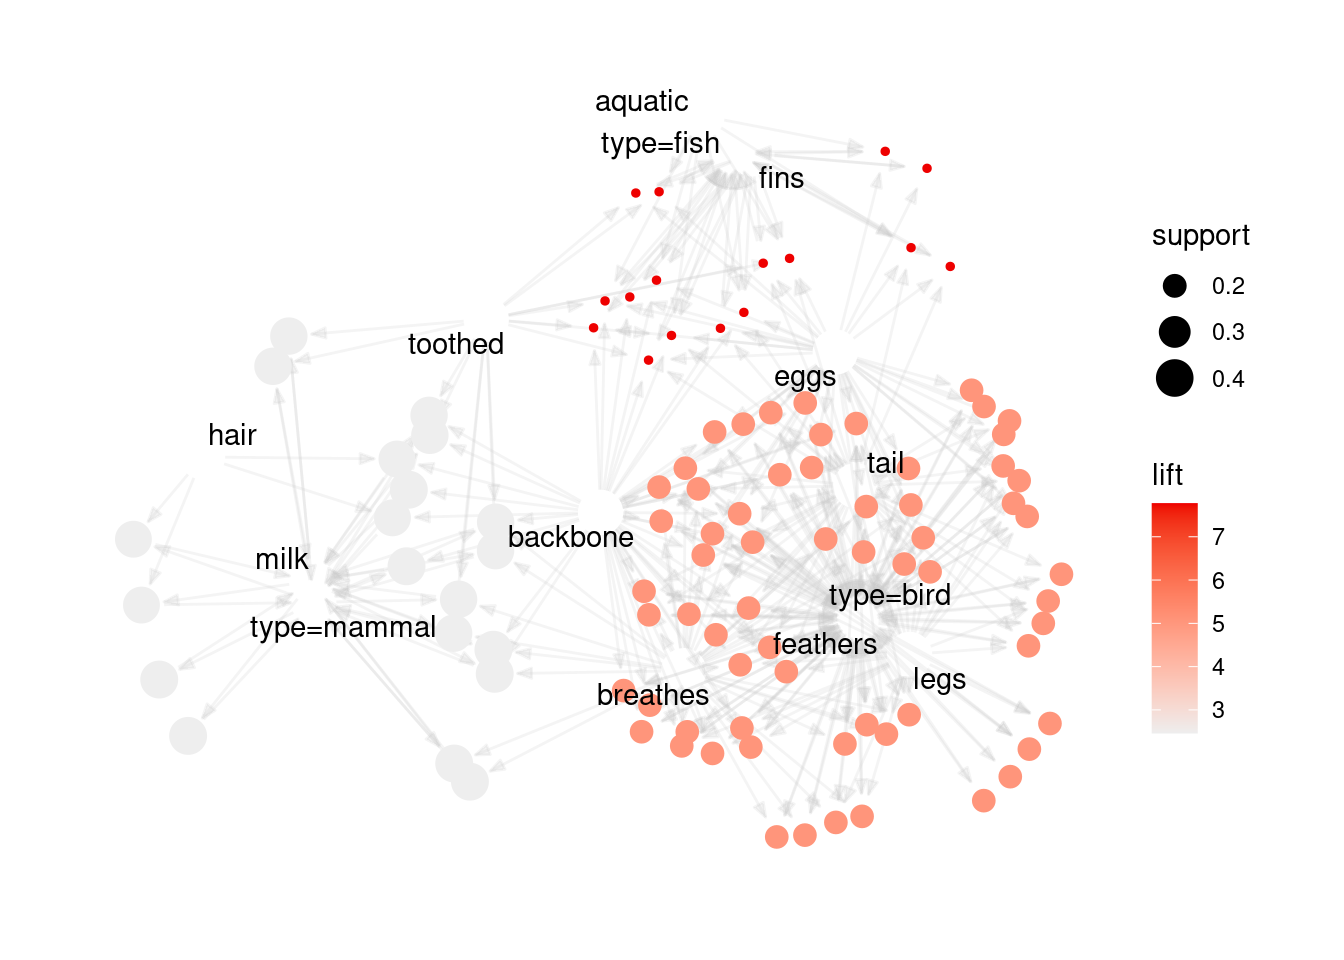 aquatic
type=fish
fins
toothed
eggs
hair
tail
backbone
milk
type=bird
type=mammal
feathers
legs
breathes
support
0.2
0.3
0.4
lift
7
6
5
4
3